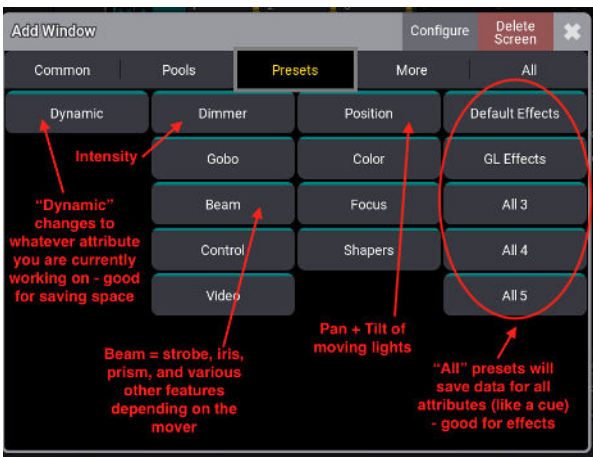 Add Window
Configure
Delete
Screen
Common
Pools
Presets
More
All
Dynamic
Dimmer
Position
Default Effects
Intensity
Gobo
Color
GL Effects
"Dynamic"
changes to
whatever attribute
you are currently
working on - good
for saving space
Beam
Focus
All 3
Control
Shapers
All 4
Video
All 5
Pan + Tilt of
moving lights
Beam = strobe, iris,
prism, and various
other features
depending on the
mover
"All" presets will
save data for all
attributes (like a cue)
- good for effects